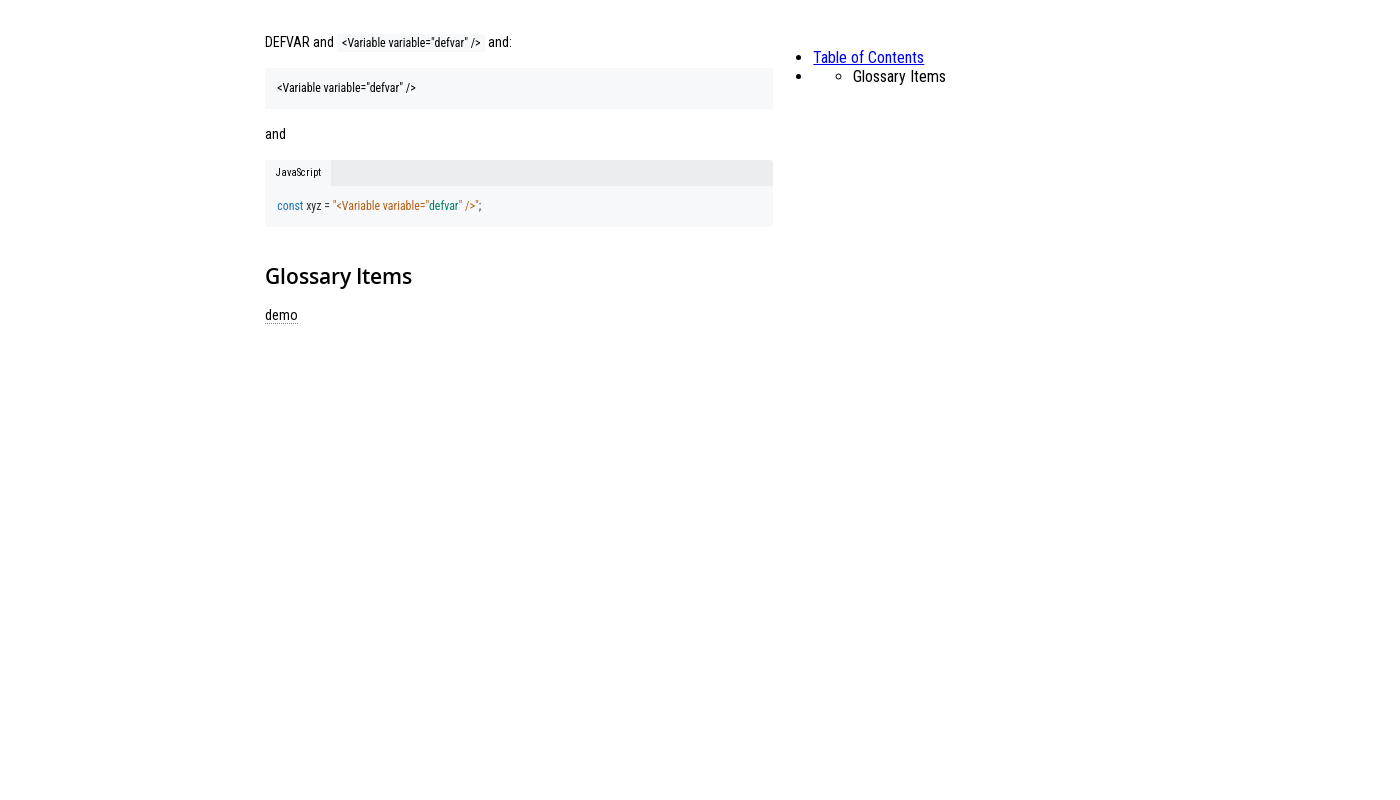 DEFVAR and <Variable variable="defvar" /> and:
<Variable variable="defvar" />
and
JavaScript
const xyz = "<Variable variable="defvar" />";
Glossary Items
demo
Table of Contents
Glossary Items